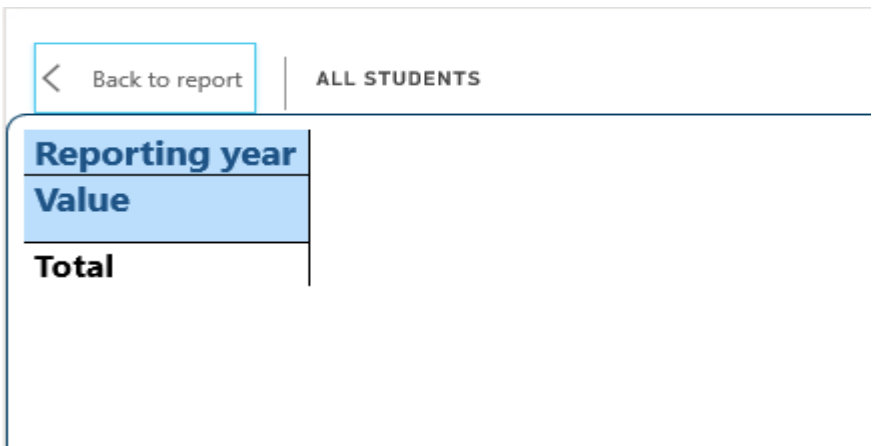 Back to report
ALL STUDENTS
Reporting year
Value
Total